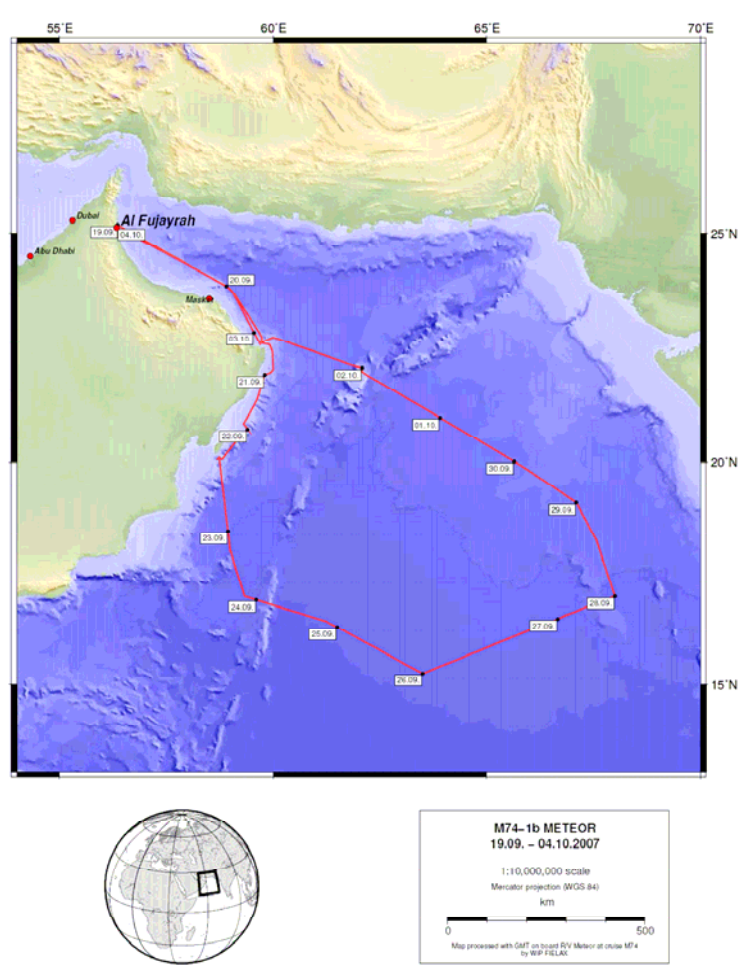 55°E 60°E 65°E 70°E
Dubai
Al Fujayrah
19.09. 04.10.
25°N
Abu Dhabi
20.09.
03.10.
02.10.
21.09.
01.10.
22.09.
20°N
30.09.
29.09.
23.09.
28.09.
24.09.
27.09.
25.09.
26.09.
15°N
M74-1b METEOR
19.09. - 04.10.2007
1:10,000,000 scale
Mercator projection (WGS 84)
km
0 500
Map processed with GMT on board R/V Meteor at cruise M74
by WIP FIELAX